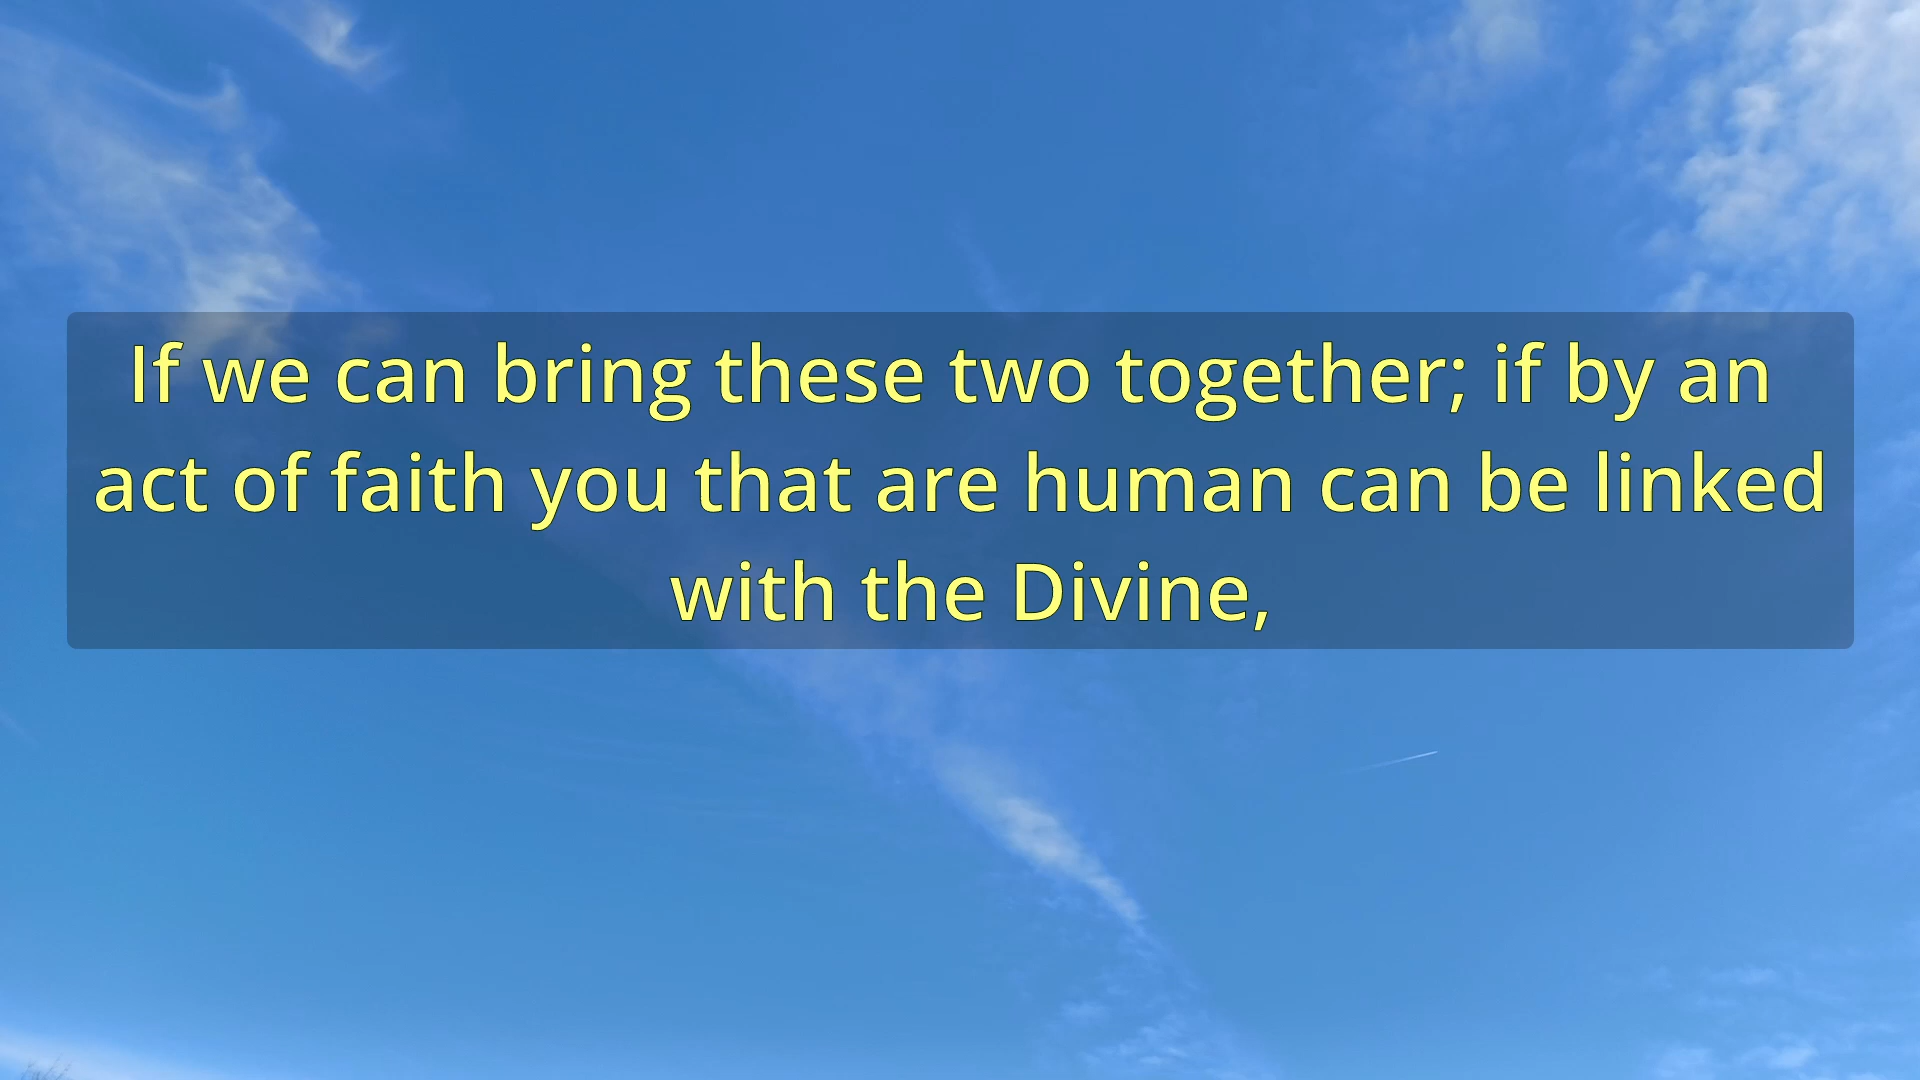 If we can bring these two together; if by an
act of faith you that are human can be linked
with the Divine,